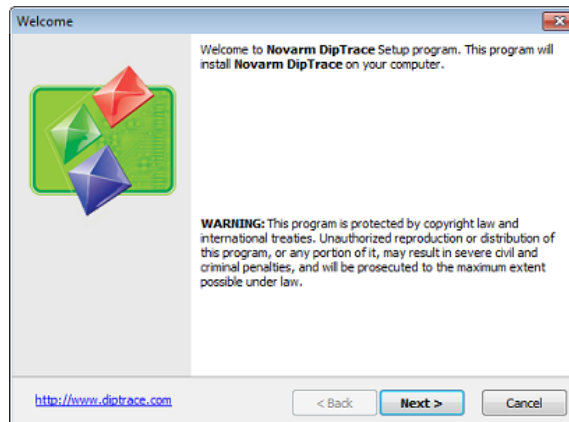 Welcome
Welcome to Novarm DipTrace Setup program. This program will
install Novarm DipTrace on your computer.
WARNING: This program is protected by copyright law and
international treaties. Unauthorized reproduction or distribution of
this program, or any portion of it, may result in severe civil and
criminal penalties, and will be prosecuted to the maximum extent
possible under law.
http://www.diptrace.com
< Back
Next >
Cancel